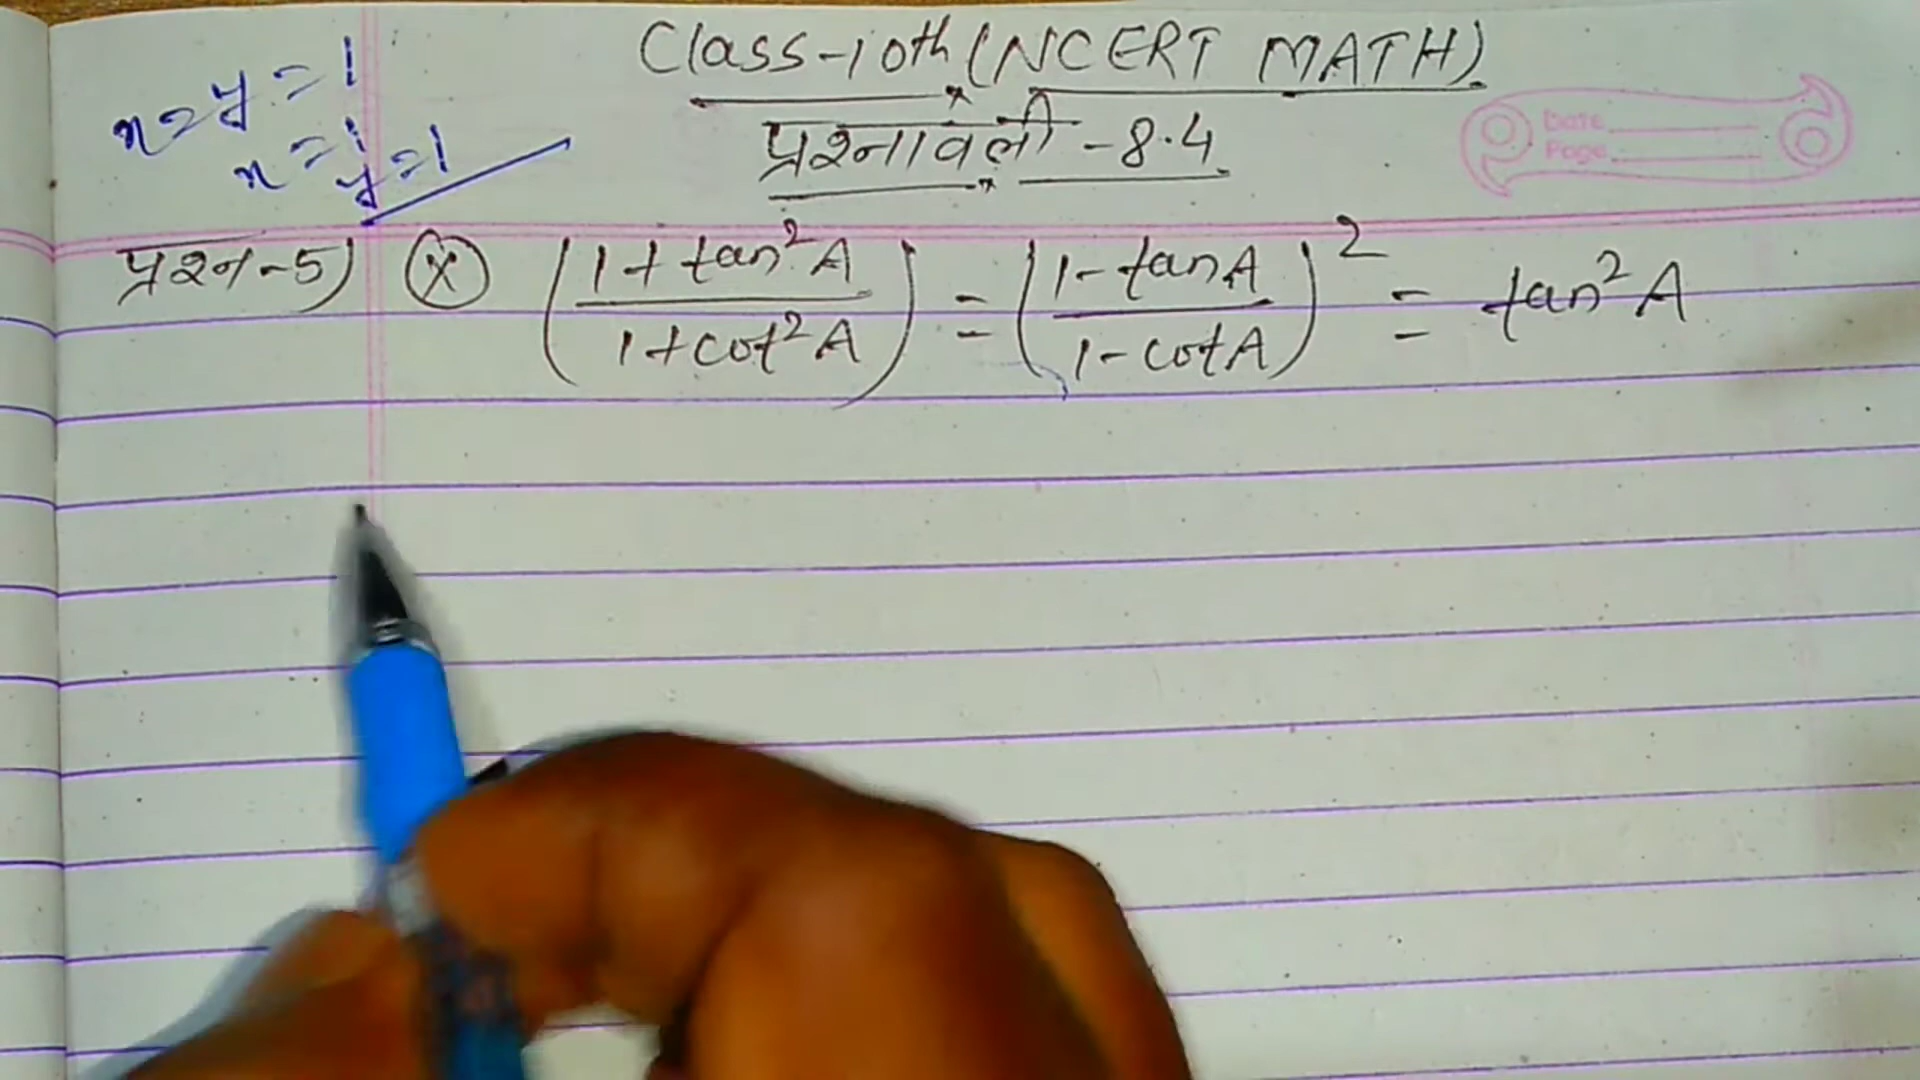 Class-10th (NCERT MATH)
प्रश्नावली - 8.4
x = y = 1
x = 1
y = 1
Date
Page
प्रश्न-5) (X) (1 + tan²A / 1 + cot²A) = (1 - tanA / 1 - cotA)² = tan²A